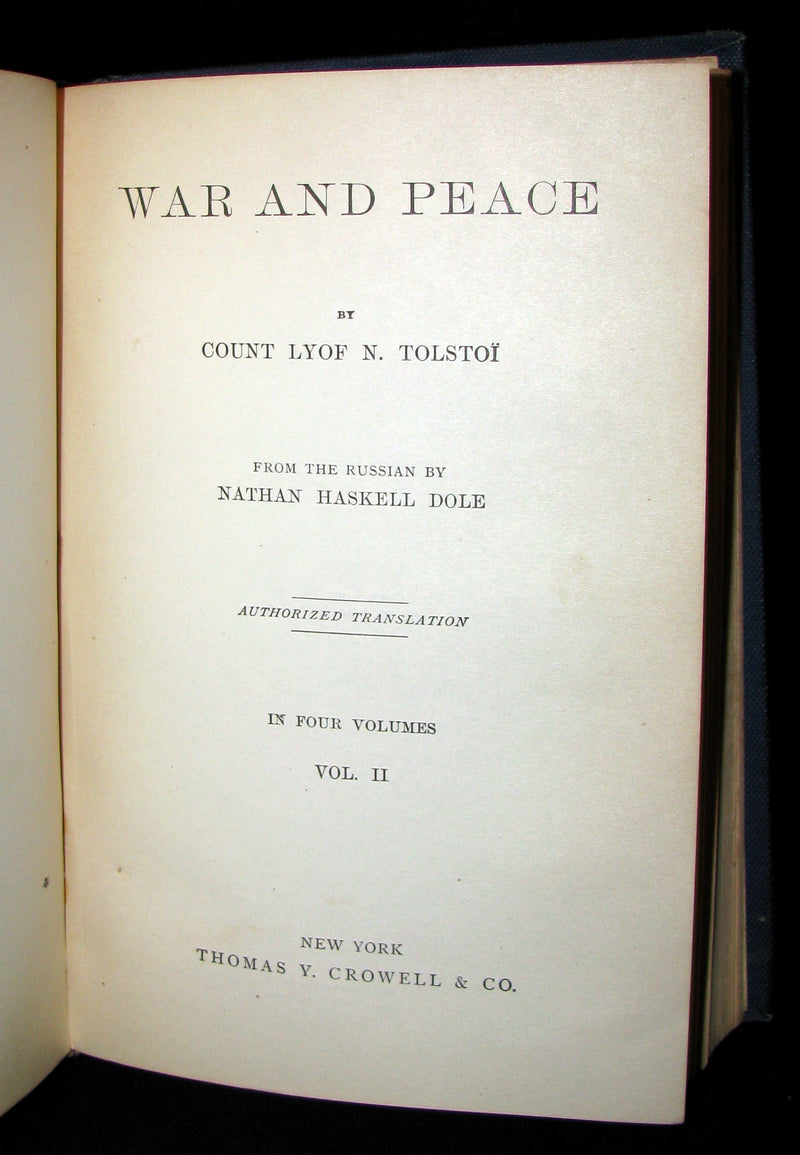 WAR AND PEACE
BY
COUNT LYOF N. TOLSTOÏ
FROM THE RUSSIAN BY
NATHAN HASKELL DOLE
AUTHORIZED TRANSLATION
IN FOUR VOLUMES
VOL. II
NEW YORK
THOMAS Y. CROWELL & CO.